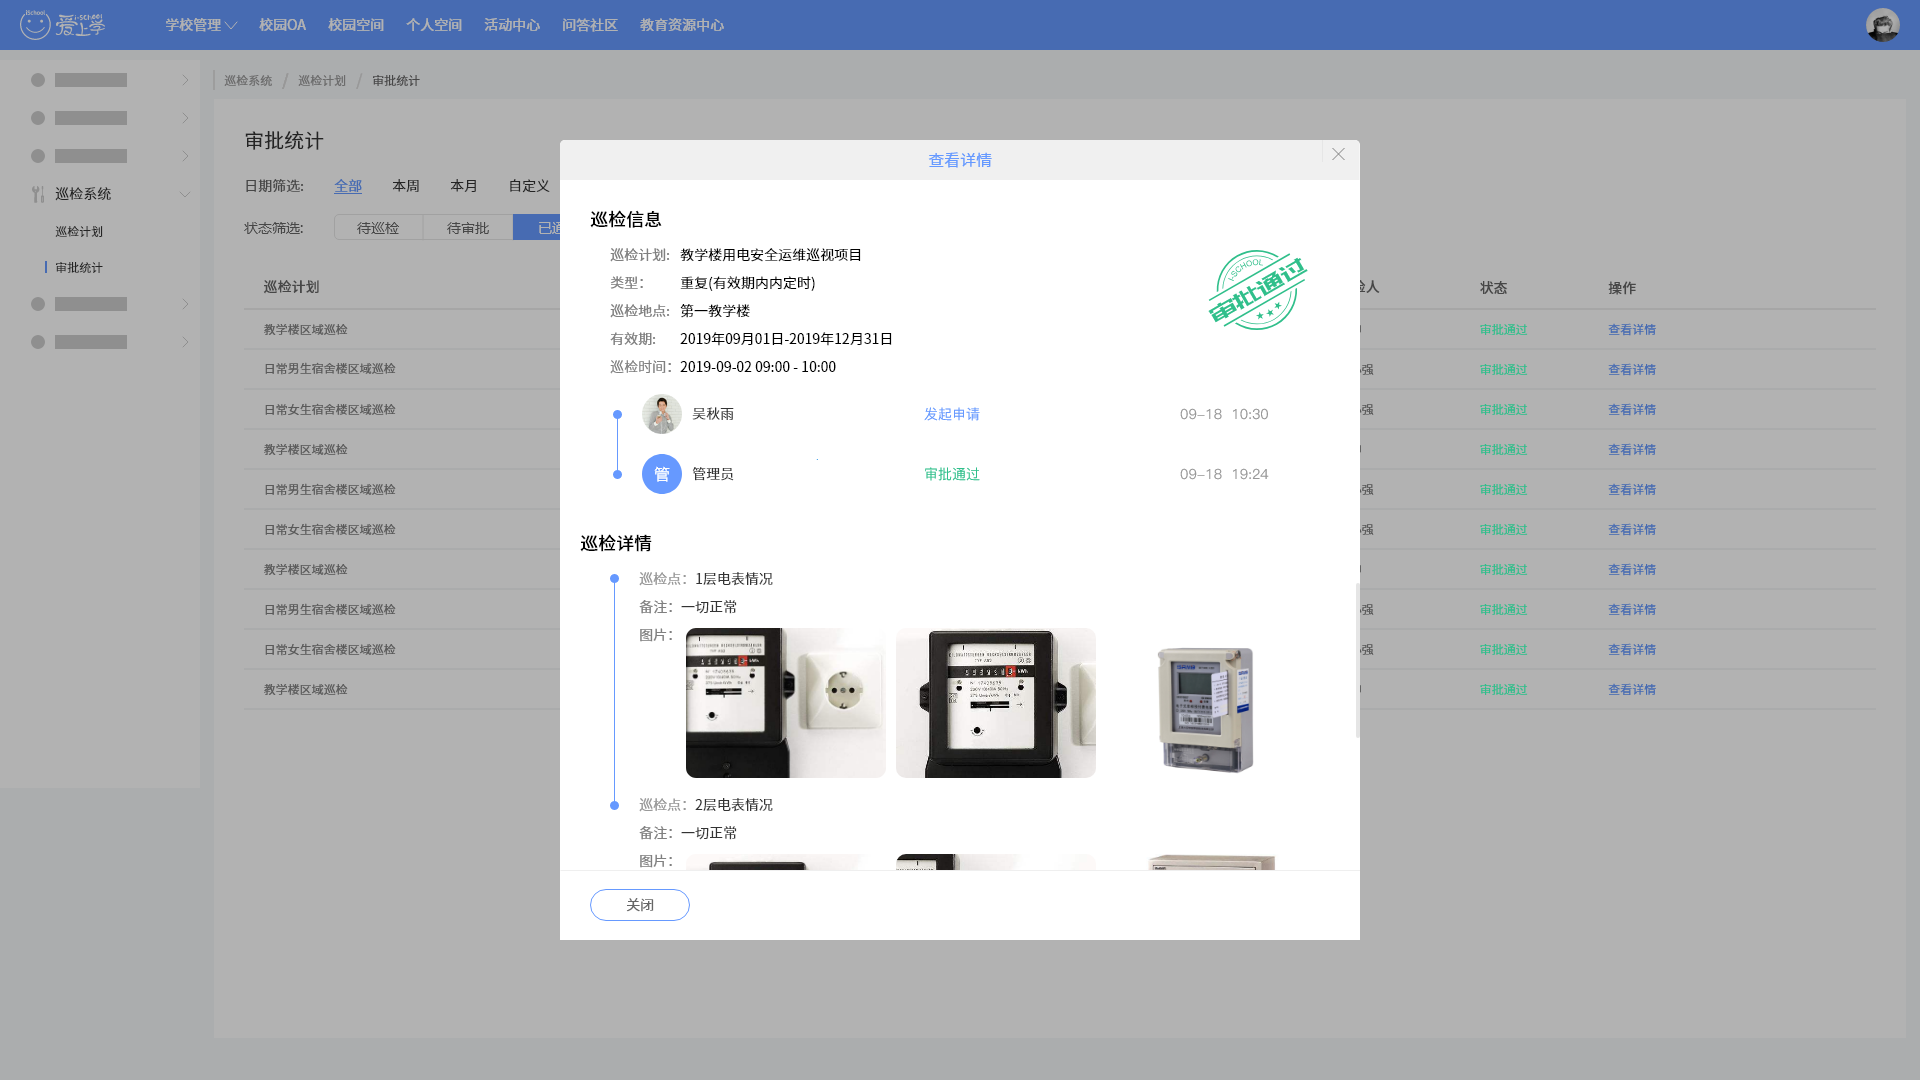 iSchool
爱上学
i-SCHOOL
学校管理
校园OA
校园空间
个人空间
活动中心
问答社区
教育资源中心
巡检系统
巡检计划
审批统计
巡检系统 / 巡检计划 / 审批统计
审批统计
日期筛选: 全部 本周 本月 自定义
状态筛选: 待巡检 待审批
巡检计划
状态 操作
教学楼区域巡检
审批通过 查看详情
日常男生宿舍楼区域巡检
强 审批通过 查看详情
日常女生宿舍楼区域巡检
强 审批通过 查看详情
教学楼区域巡检
审批通过 查看详情
日常男生宿舍楼区域巡检
强 审批通过 查看详情
日常女生宿舍楼区域巡检
强 审批通过 查看详情
教学楼区域巡检
审批通过 查看详情
日常男生宿舍楼区域巡检
强 审批通过 查看详情
日常女生宿舍楼区域巡检
强 审批通过 查看详情
教学楼区域巡检
审批通过 查看详情
查看详情
巡检信息
巡检计划: 教学楼用电安全运维巡视项目
类型: 重复(有效期内内定时)
巡检地点: 第一教学楼
有效期: 2019年09月01日-2019年12月31日
巡检时间: 2019-09-02 09:00 - 10:00
I-SCHOOL
审批通过
吴秋雨 发起申请 09-18 10:30
管 管理员 审批通过 09-18 19:24
巡检详情
巡检点: 1层电表情况
备注: 一切正常
图片:
巡检点: 2层电表情况
备注: 一切正常
图片:
关闭